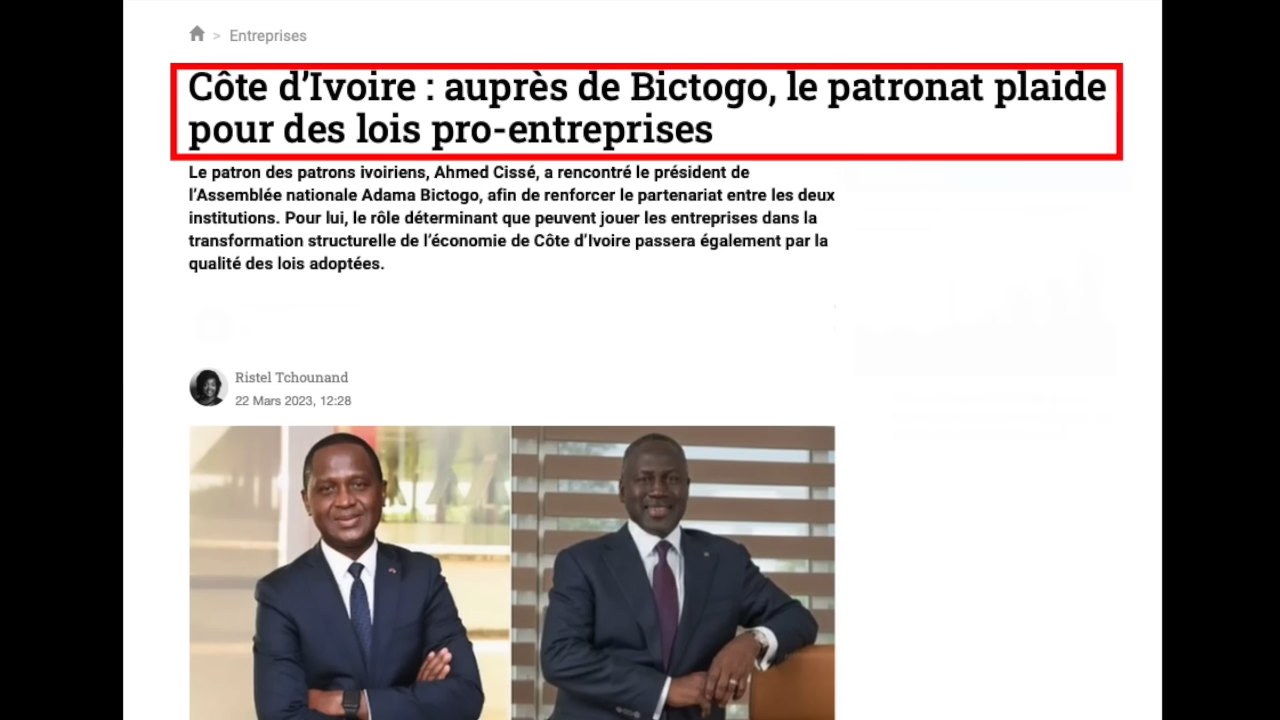 > Entreprises
Côte d’Ivoire : auprès de Bictogo, le patronat plaide
pour des lois pro-entreprises
Le patron des patrons ivoiriens, Ahmed Cissé, a rencontré le président de
l’Assemblée nationale Adama Bictogo, afin de renforcer le partenariat entre les deux
institutions. Pour lui, le rôle déterminant que peuvent jouer les entreprises dans la
transformation structurelle de l’économie de Côte d’Ivoire passera également par la
qualité des lois adoptées.
Ristel Tchounand
22 Mars 2023, 12:28